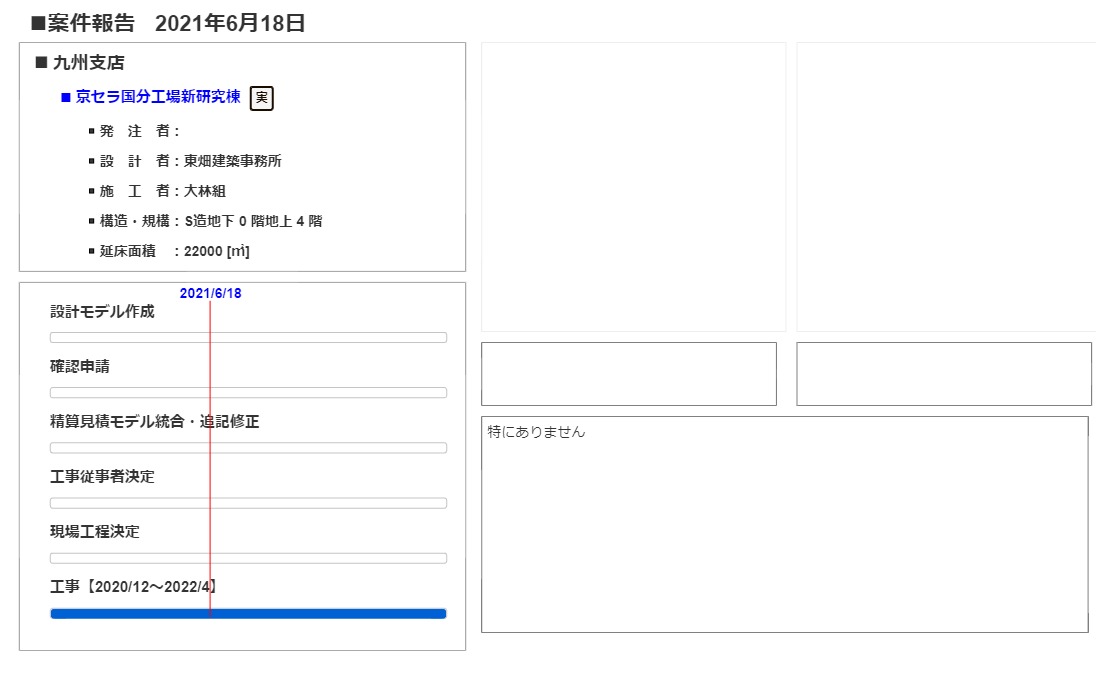 ■案件報告 2021年6月18日
■ 九州支店
■ 京セラ国分工場新研究棟 実
▪ 発 注 者：
▪ 設 計 者：東畑建築事務所
▪ 施 工 者：大林組
▪ 構造・規構：S造地下 0 階地上 4 階
▪ 延床面積 ：22000 [㎡]
2021/6/18
設計モデル作成
確認申請
精算見積モデル統合・追記修正
工事従事者決定
現場工程決定
工事【2020/12～2022/4】
特にありません